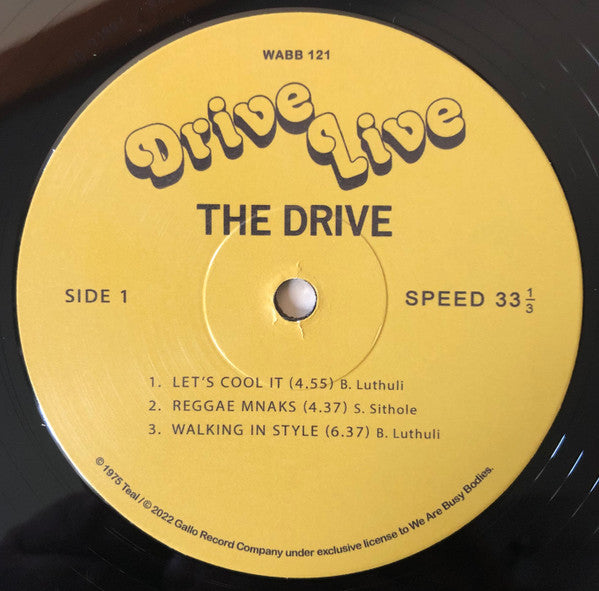 WABB 121
Drive Live
THE DRIVE
SIDE 1
SPEED 33 1/3
1. LET'S COOL IT (4.55) B. Luthuli
2. REGGAE MNAKS (4.37) S. Sithole
3. WALKING IN STYLE (6.37) B. Luthuli
© 1975 Teal / © 2022 Gallo Record Company under exclusive license to We Are Busy Bodies.